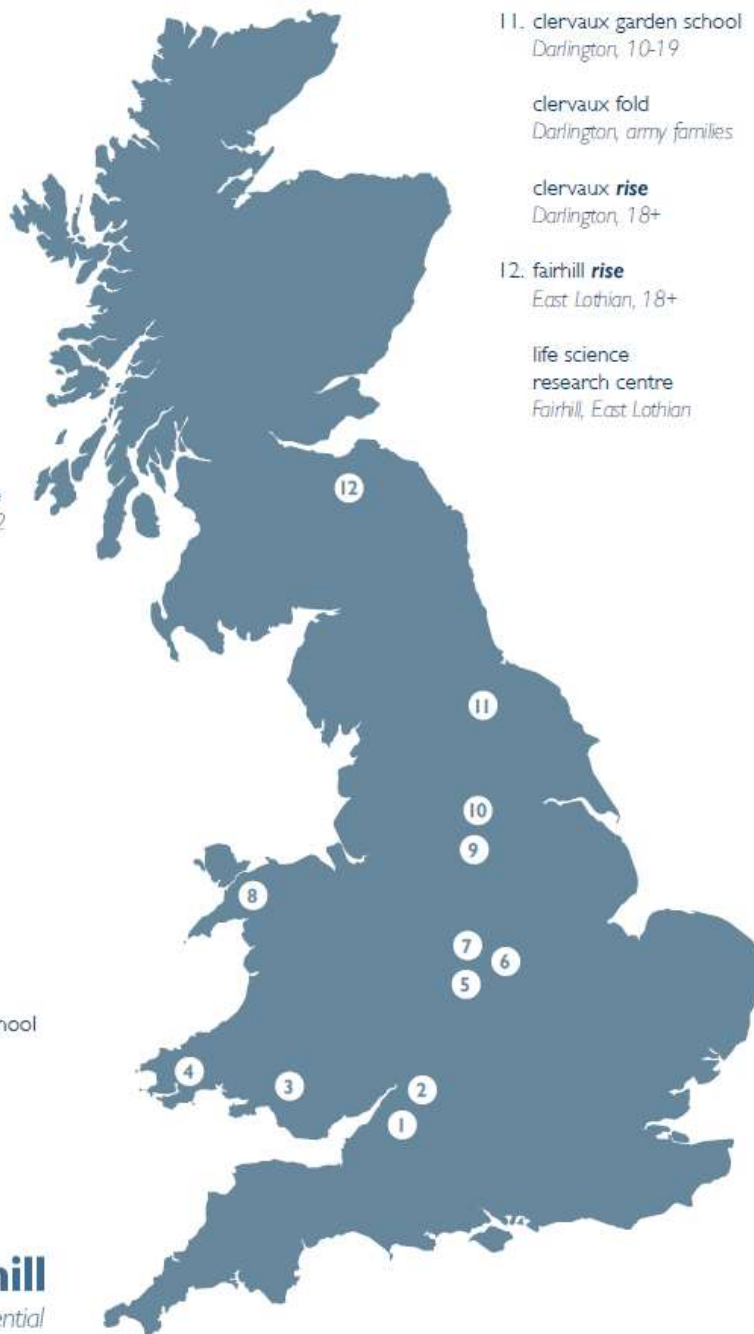 11. clervaux garden school
Darlington, 10-19
clervaux fold
Darlington, army families
clervaux rise
Darlington, 18+
12. fairhill rise
East Lothian, 18+
life science
research centre
Fairhill, East Lothian
12
11
10
9
8
7
6
5
4
3
2
1
hill